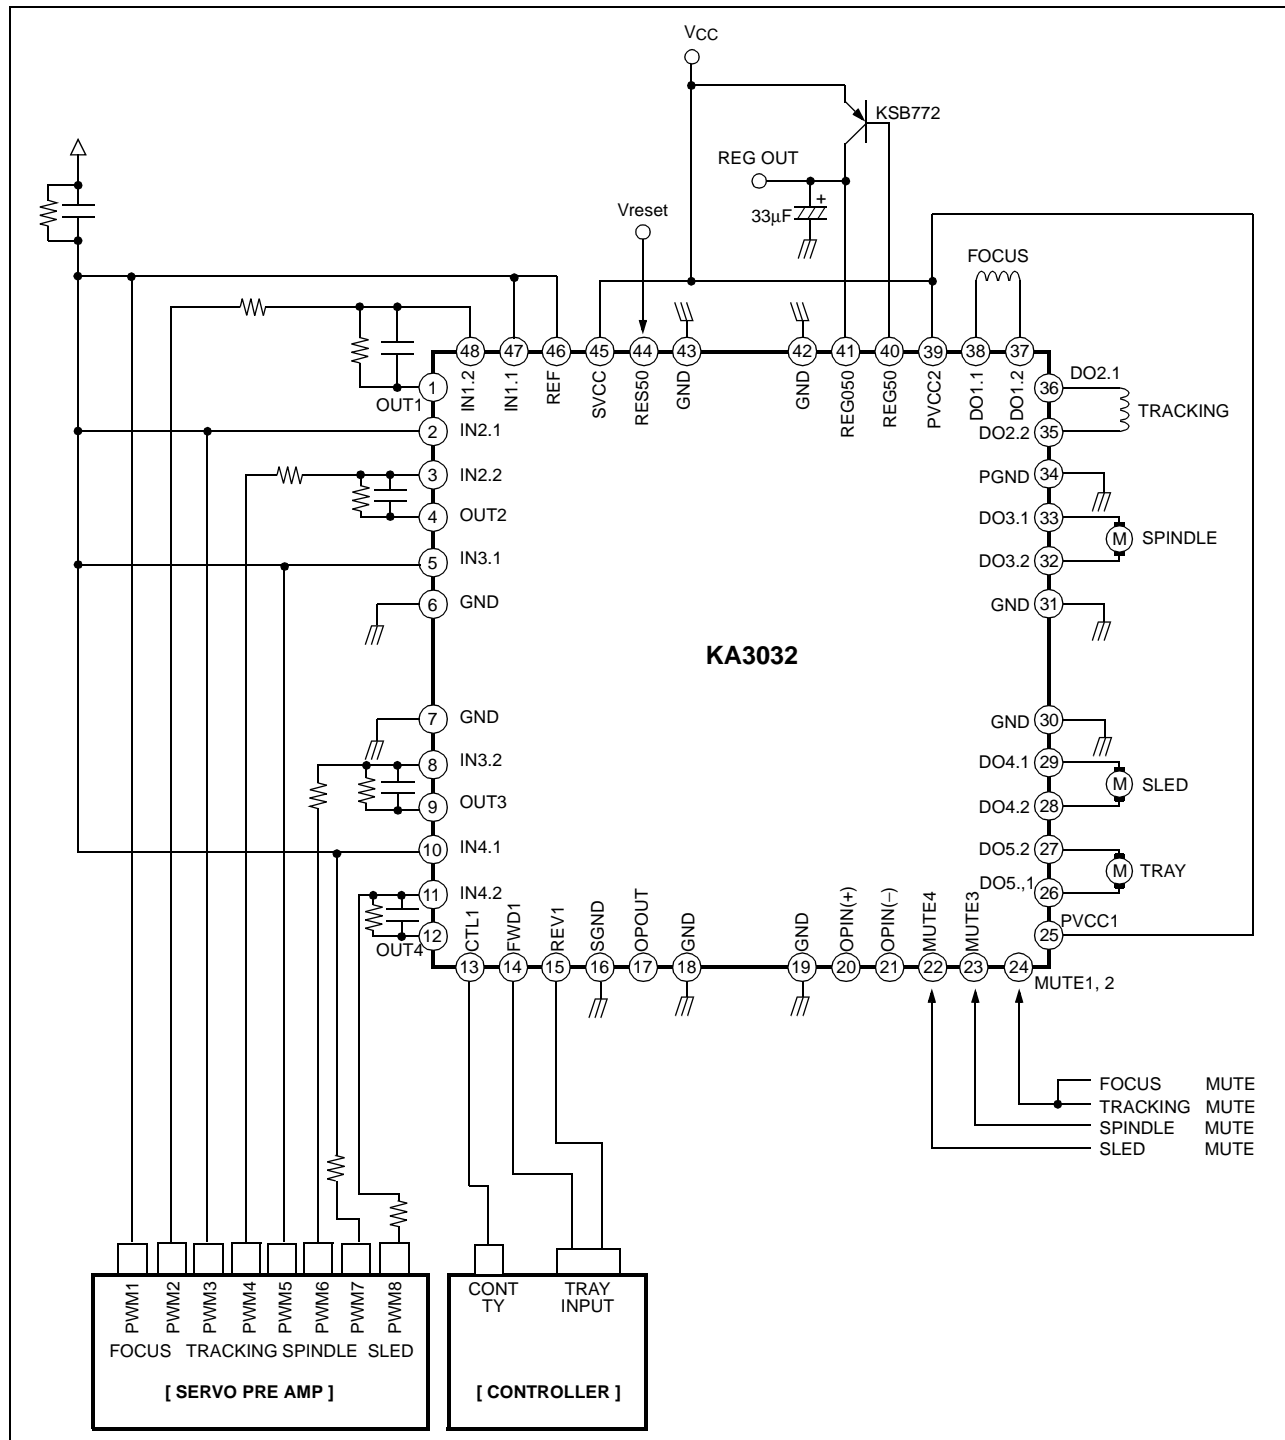 VCC
KSB772
REG OUT
33µF
+
Vreset
FOCUS
48 47 46 45 44 43 42 41 40 39 38 37
IN1.2
IN1.1
REF
SVCC
RES50
GND
GND
REG050
REG50
PVCC2
DO1.1
DO1.2
1 OUT1
2 IN2.1
3 IN2.2
4 OUT2
5 IN3.1
6 GND
7 GND
8 IN3.2
9 OUT3
10 IN4.1
11 IN4.2
12 OUT4
KA3032
DO2.1 36
TRACKING
DO2.2 35
PGND 34
DO3.1 33
M SPINDLE
DO3.2 32
GND 31
GND 30
DO4.1 29
M SLED
DO4.2 28
DO5.2 27
M TRAY
DO5.,1 26
PVCC1
25
CTL1
FWD1
REV1
SGND
OPOUT
GND
GND
OPIN(+)
OPIN(−)
MUTE4
MUTE3
13 14 15 16 17 18 19 20 21 22 23 24
MUTE1, 2
FOCUS MUTE
TRACKING MUTE
SPINDLE MUTE
SLED MUTE
PWM1
PWM2
PWM3
PWM4
PWM5
PWM6
PWM7
PWM8
FOCUS TRACKING SPINDLE SLED
[ SERVO PRE AMP ]
CONT TY
TRAY INPUT
[ CONTROLLER ]